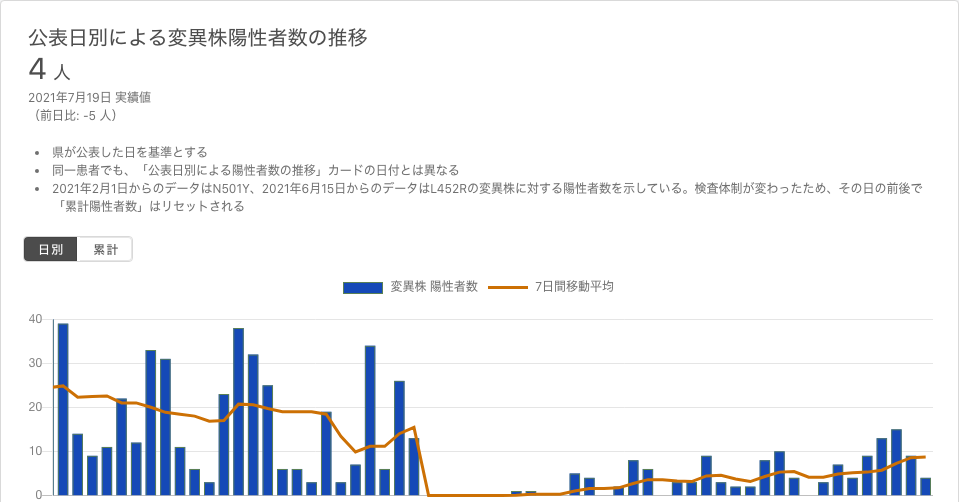 公表日別による変異株陽性者数の推移
4 人
2021年7月19日 実績値
（前日比: -5 人）
• 県が公表した日を基準とする
• 同一患者でも、「公表日別による陽性者数の推移」カードの日付とは異なる
• 2021年2月1日からのデータはN501Y、2021年6月15日からのデータはL452Rの変異株に対する陽性者数を示している。検査体制が変わったため、その日の前後で
「累計陽性者数」はリセットされる
日別 累計
変異株 陽性者数 7日間移動平均
40
30
20
10
0